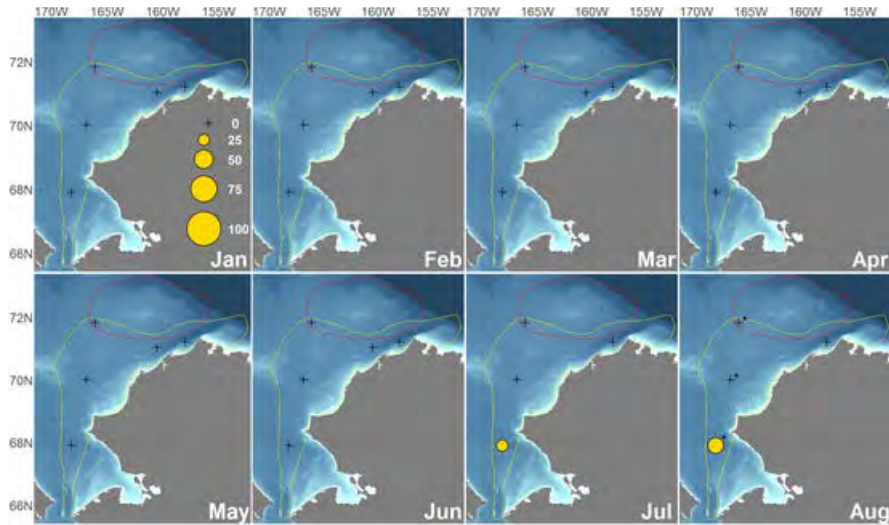 170W 165W 160W 155W 170W 165W 160W 155W 170W 165W 160W 155W 170W 165W 160W 155W
72N
70N
68N
66N
0
25
50
75
100
Jan Feb Mar Apr
72N
70N
68N
66N
May Jun Jul Aug